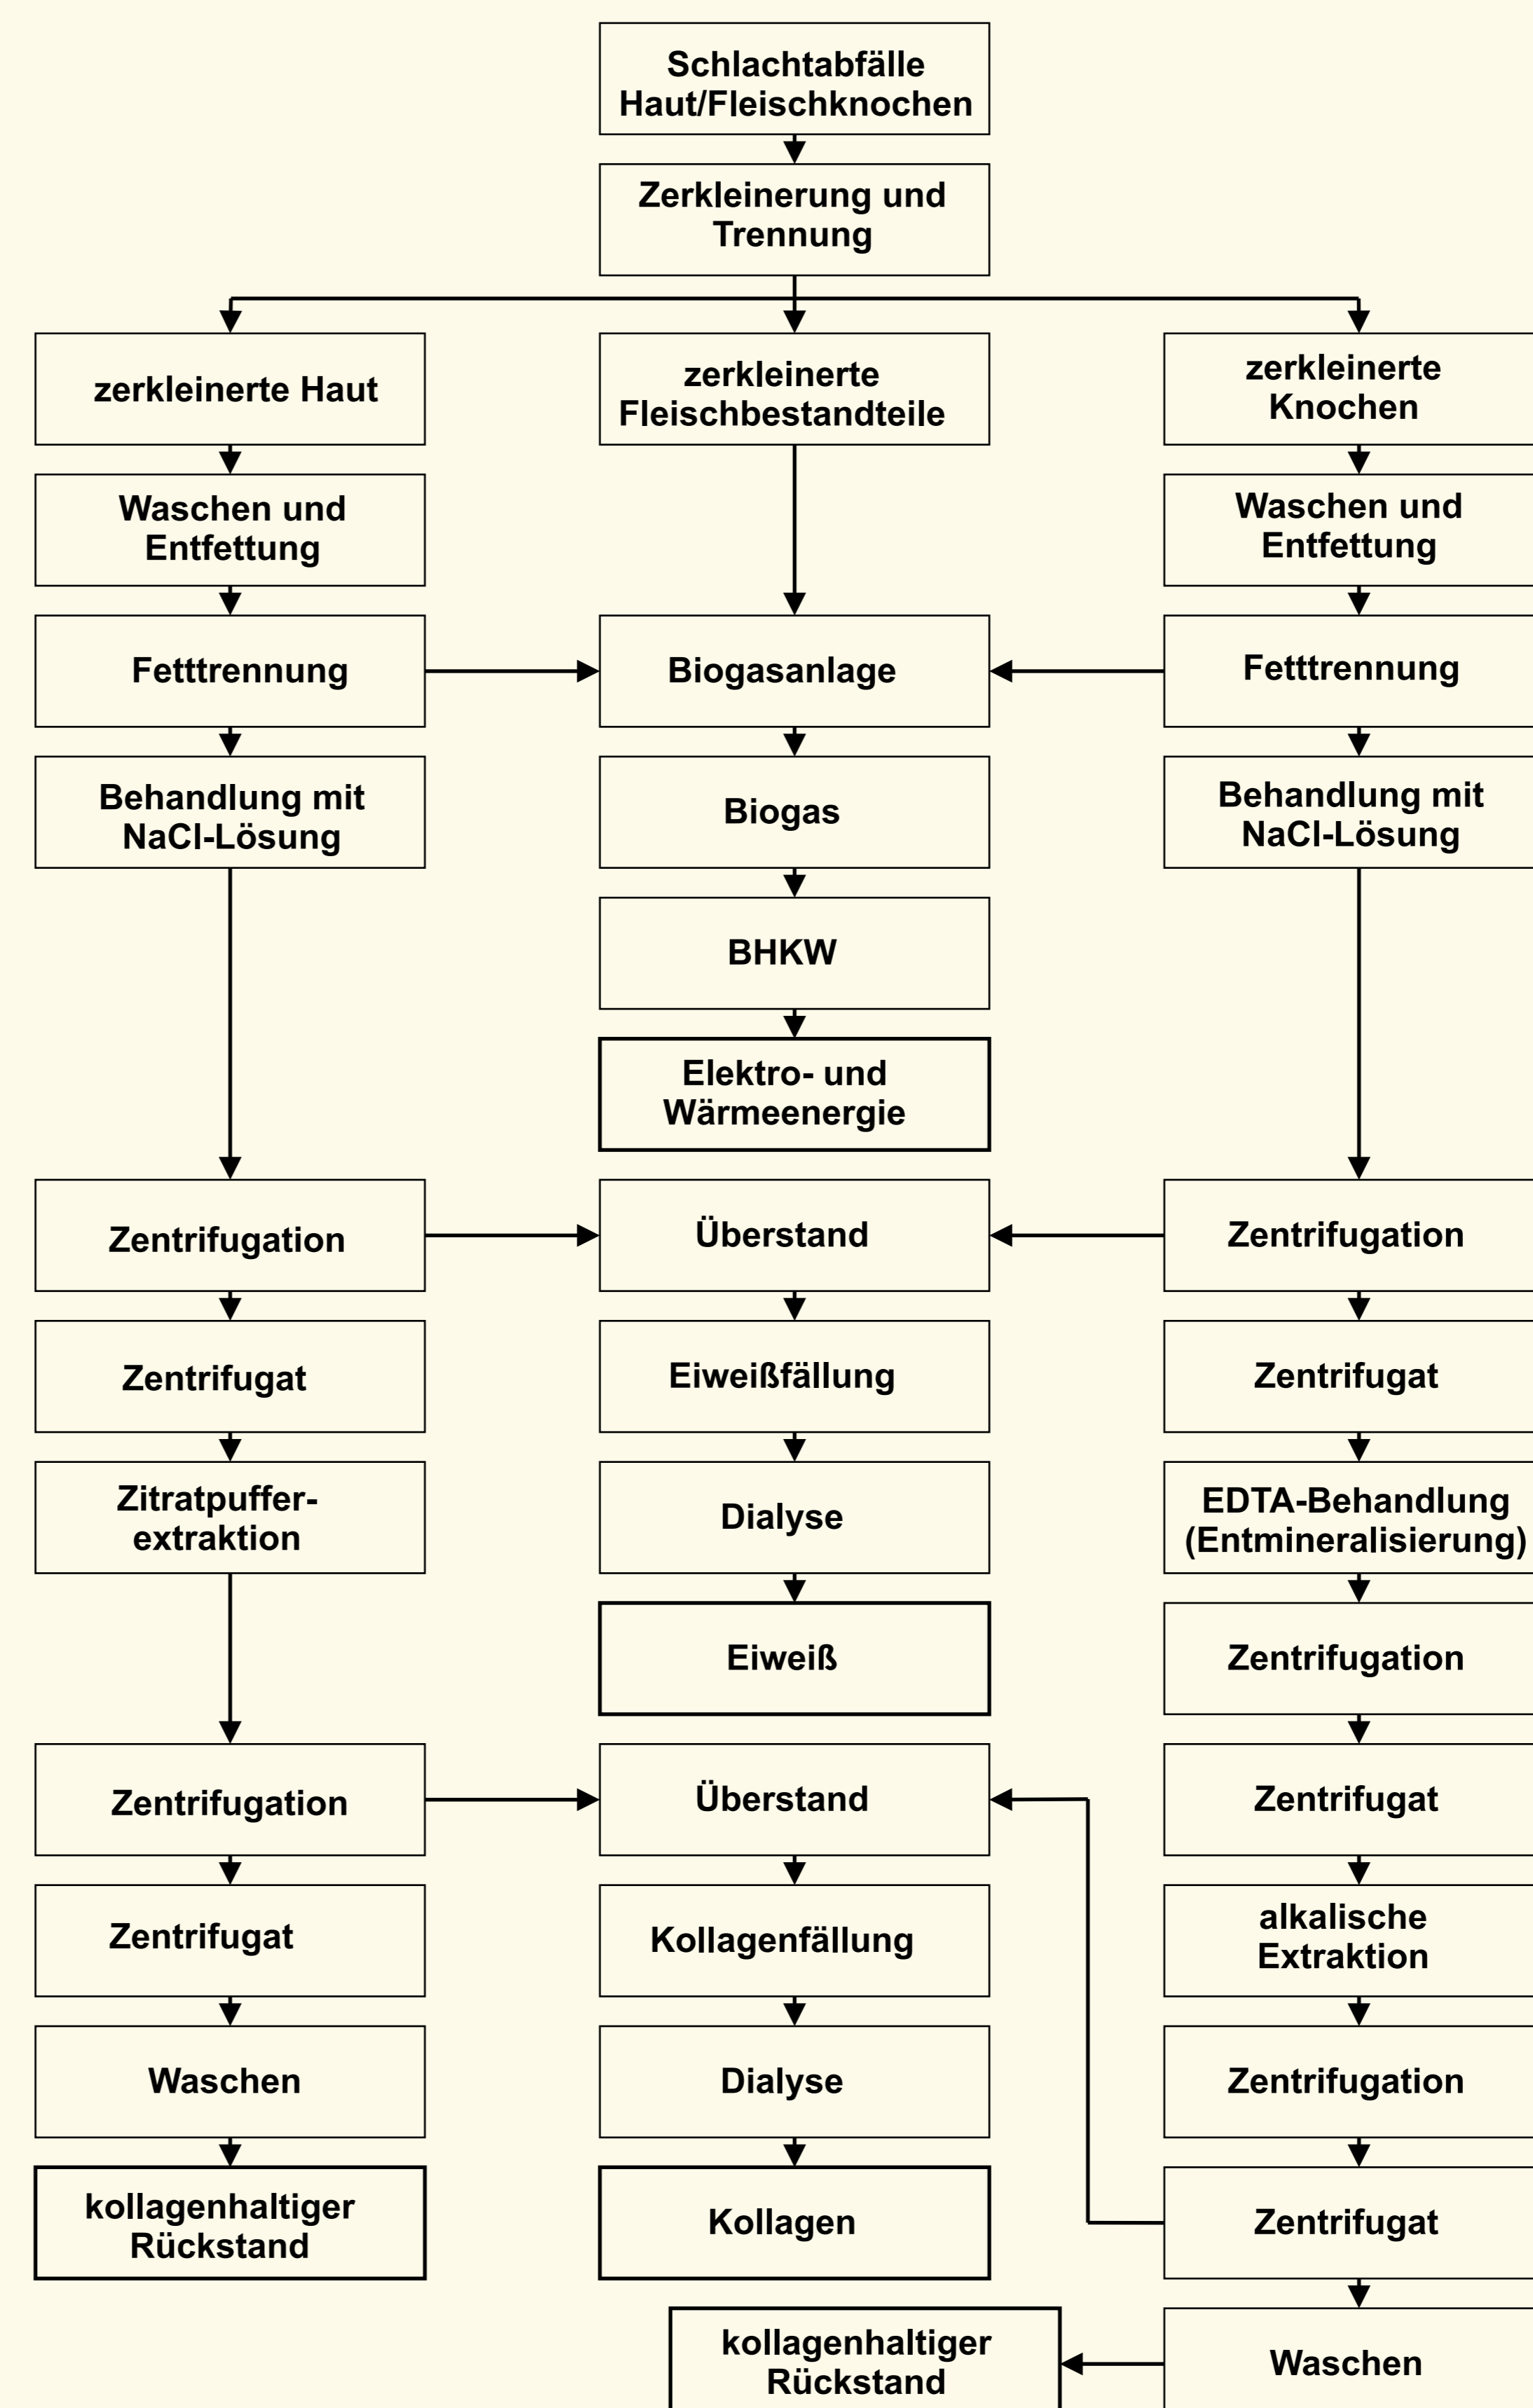 Schlachtabfälle
Haut/Fleischknochen
Zerkleinerung und
Trennung
zerkleinerte Haut
zerkleinerte
Fleischbestandteile
zerkleinerte
Knochen
Waschen und
Entfettung
Waschen und
Entfettung
Fetttrennung
Biogasanlage
Fetttrennung
Behandlung mit
NaCl-Lösung
Biogas
Behandlung mit
NaCl-Lösung
BHKW
Elektro- und
Wärmeenergie
Zentrifugation
Überstand
Zentrifugation
Zentrifugat
Eiweißfällung
Zentrifugat
Zitratpuffer-
extraktion
Dialyse
EDTA-Behandlung
(Entmineralisierung)
Eiweiß
Zentrifugation
Zentrifugation
Überstand
Zentrifugat
Zentrifugat
Kollagenfällung
alkalische
Extraktion
Waschen
Dialyse
Zentrifugation
kollagenhaltiger
Rückstand
Kollagen
Zentrifugat
kollagenhaltiger
Rückstand
Waschen